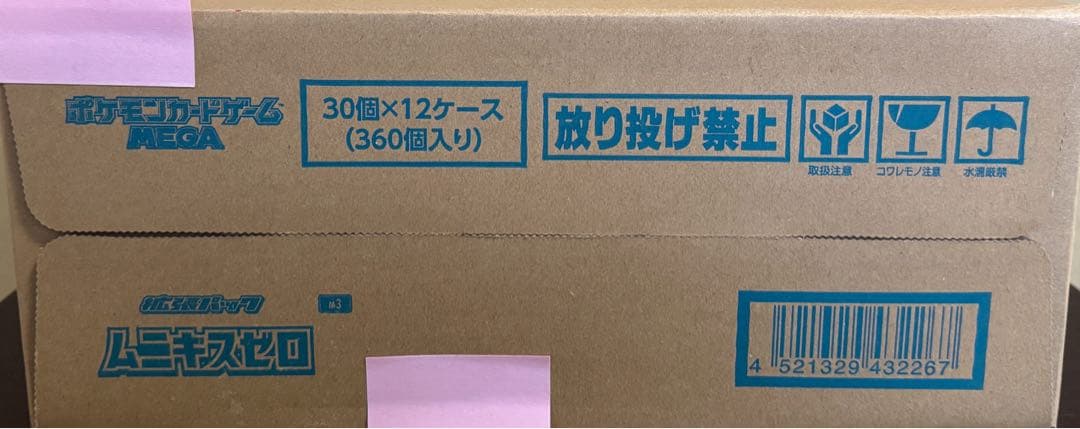 ポケモンカードゲーム
MEGA
30個×12ケース
(360個入り)
放り投げ禁止
取扱注意
コワレモノ注意
水濡厳禁
拡張パック
M3
ムニキスゼロ
4 521329 432267